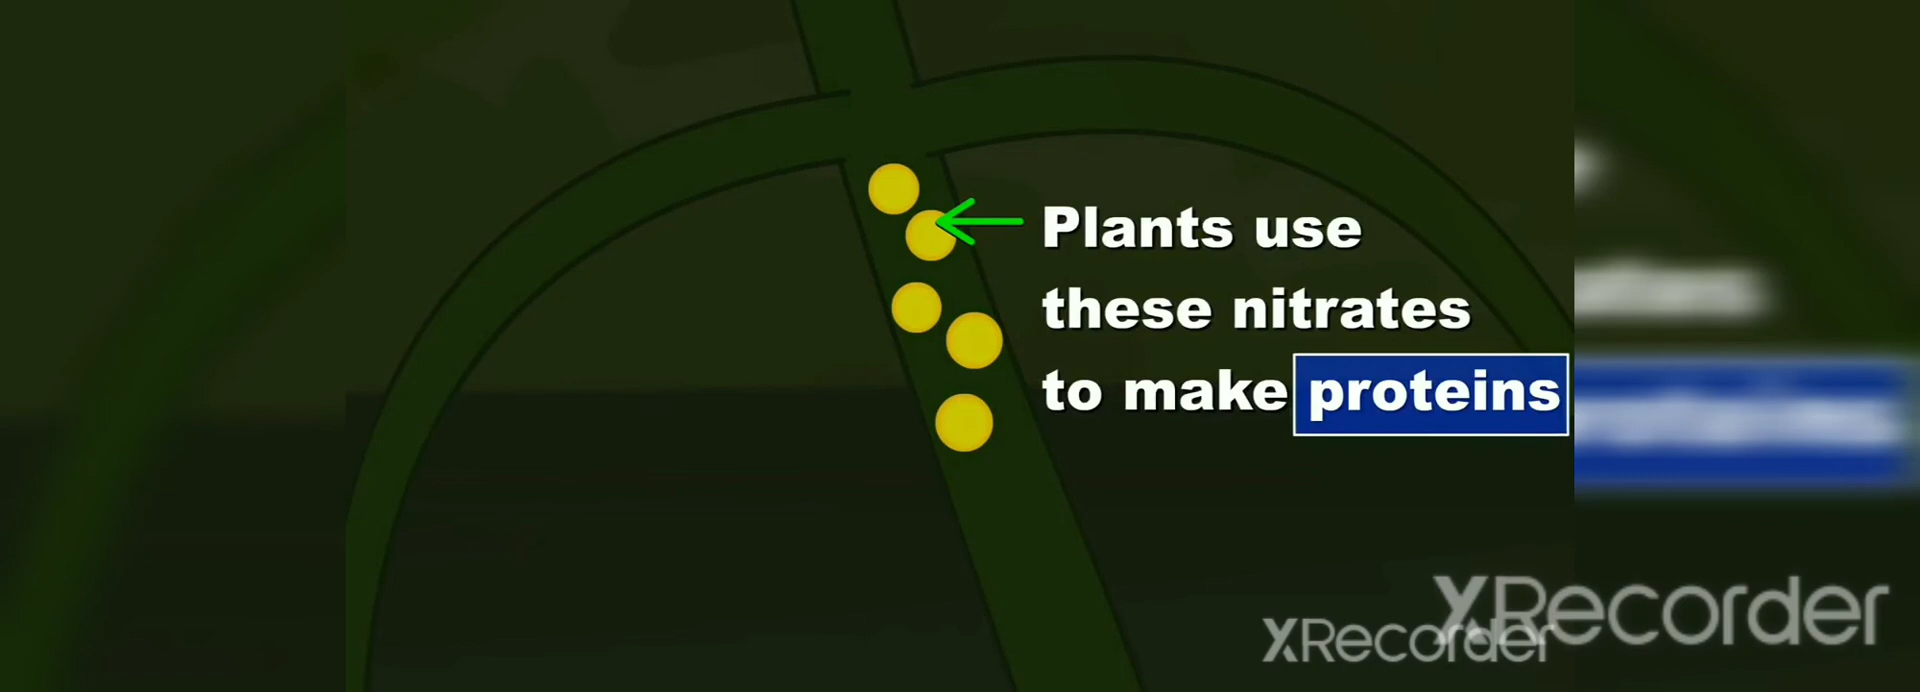 Plants use
these nitrates
to make proteins
XRecorder
XRecorder